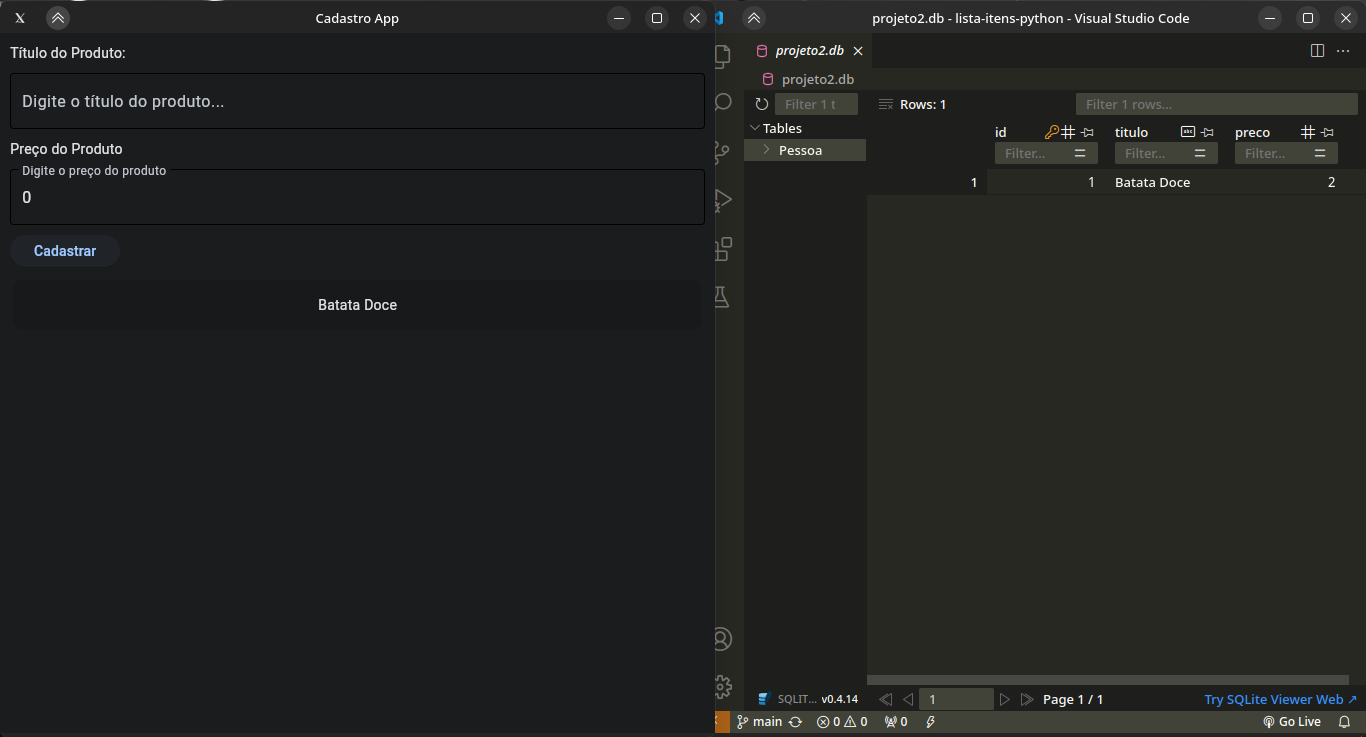 X
Cadastro App
Título do Produto:
Digite o título do produto...
Preço do Produto
Digite o preço do produto
0
Cadastrar
Batata Doce
projeto2.db - lista-itens-python - Visual Studio Code
projeto2.db
projeto2.db
Filter 1 t
Rows: 1
Filter 1 rows...
Tables
Pessoa
id titulo preco
Filter... Filter... Filter...
1 1 Batata Doce 2
SQLIT... v0.4.14
1
Page 1 / 1
Try SQLite Viewer Web
main 0 0 0 Go Live